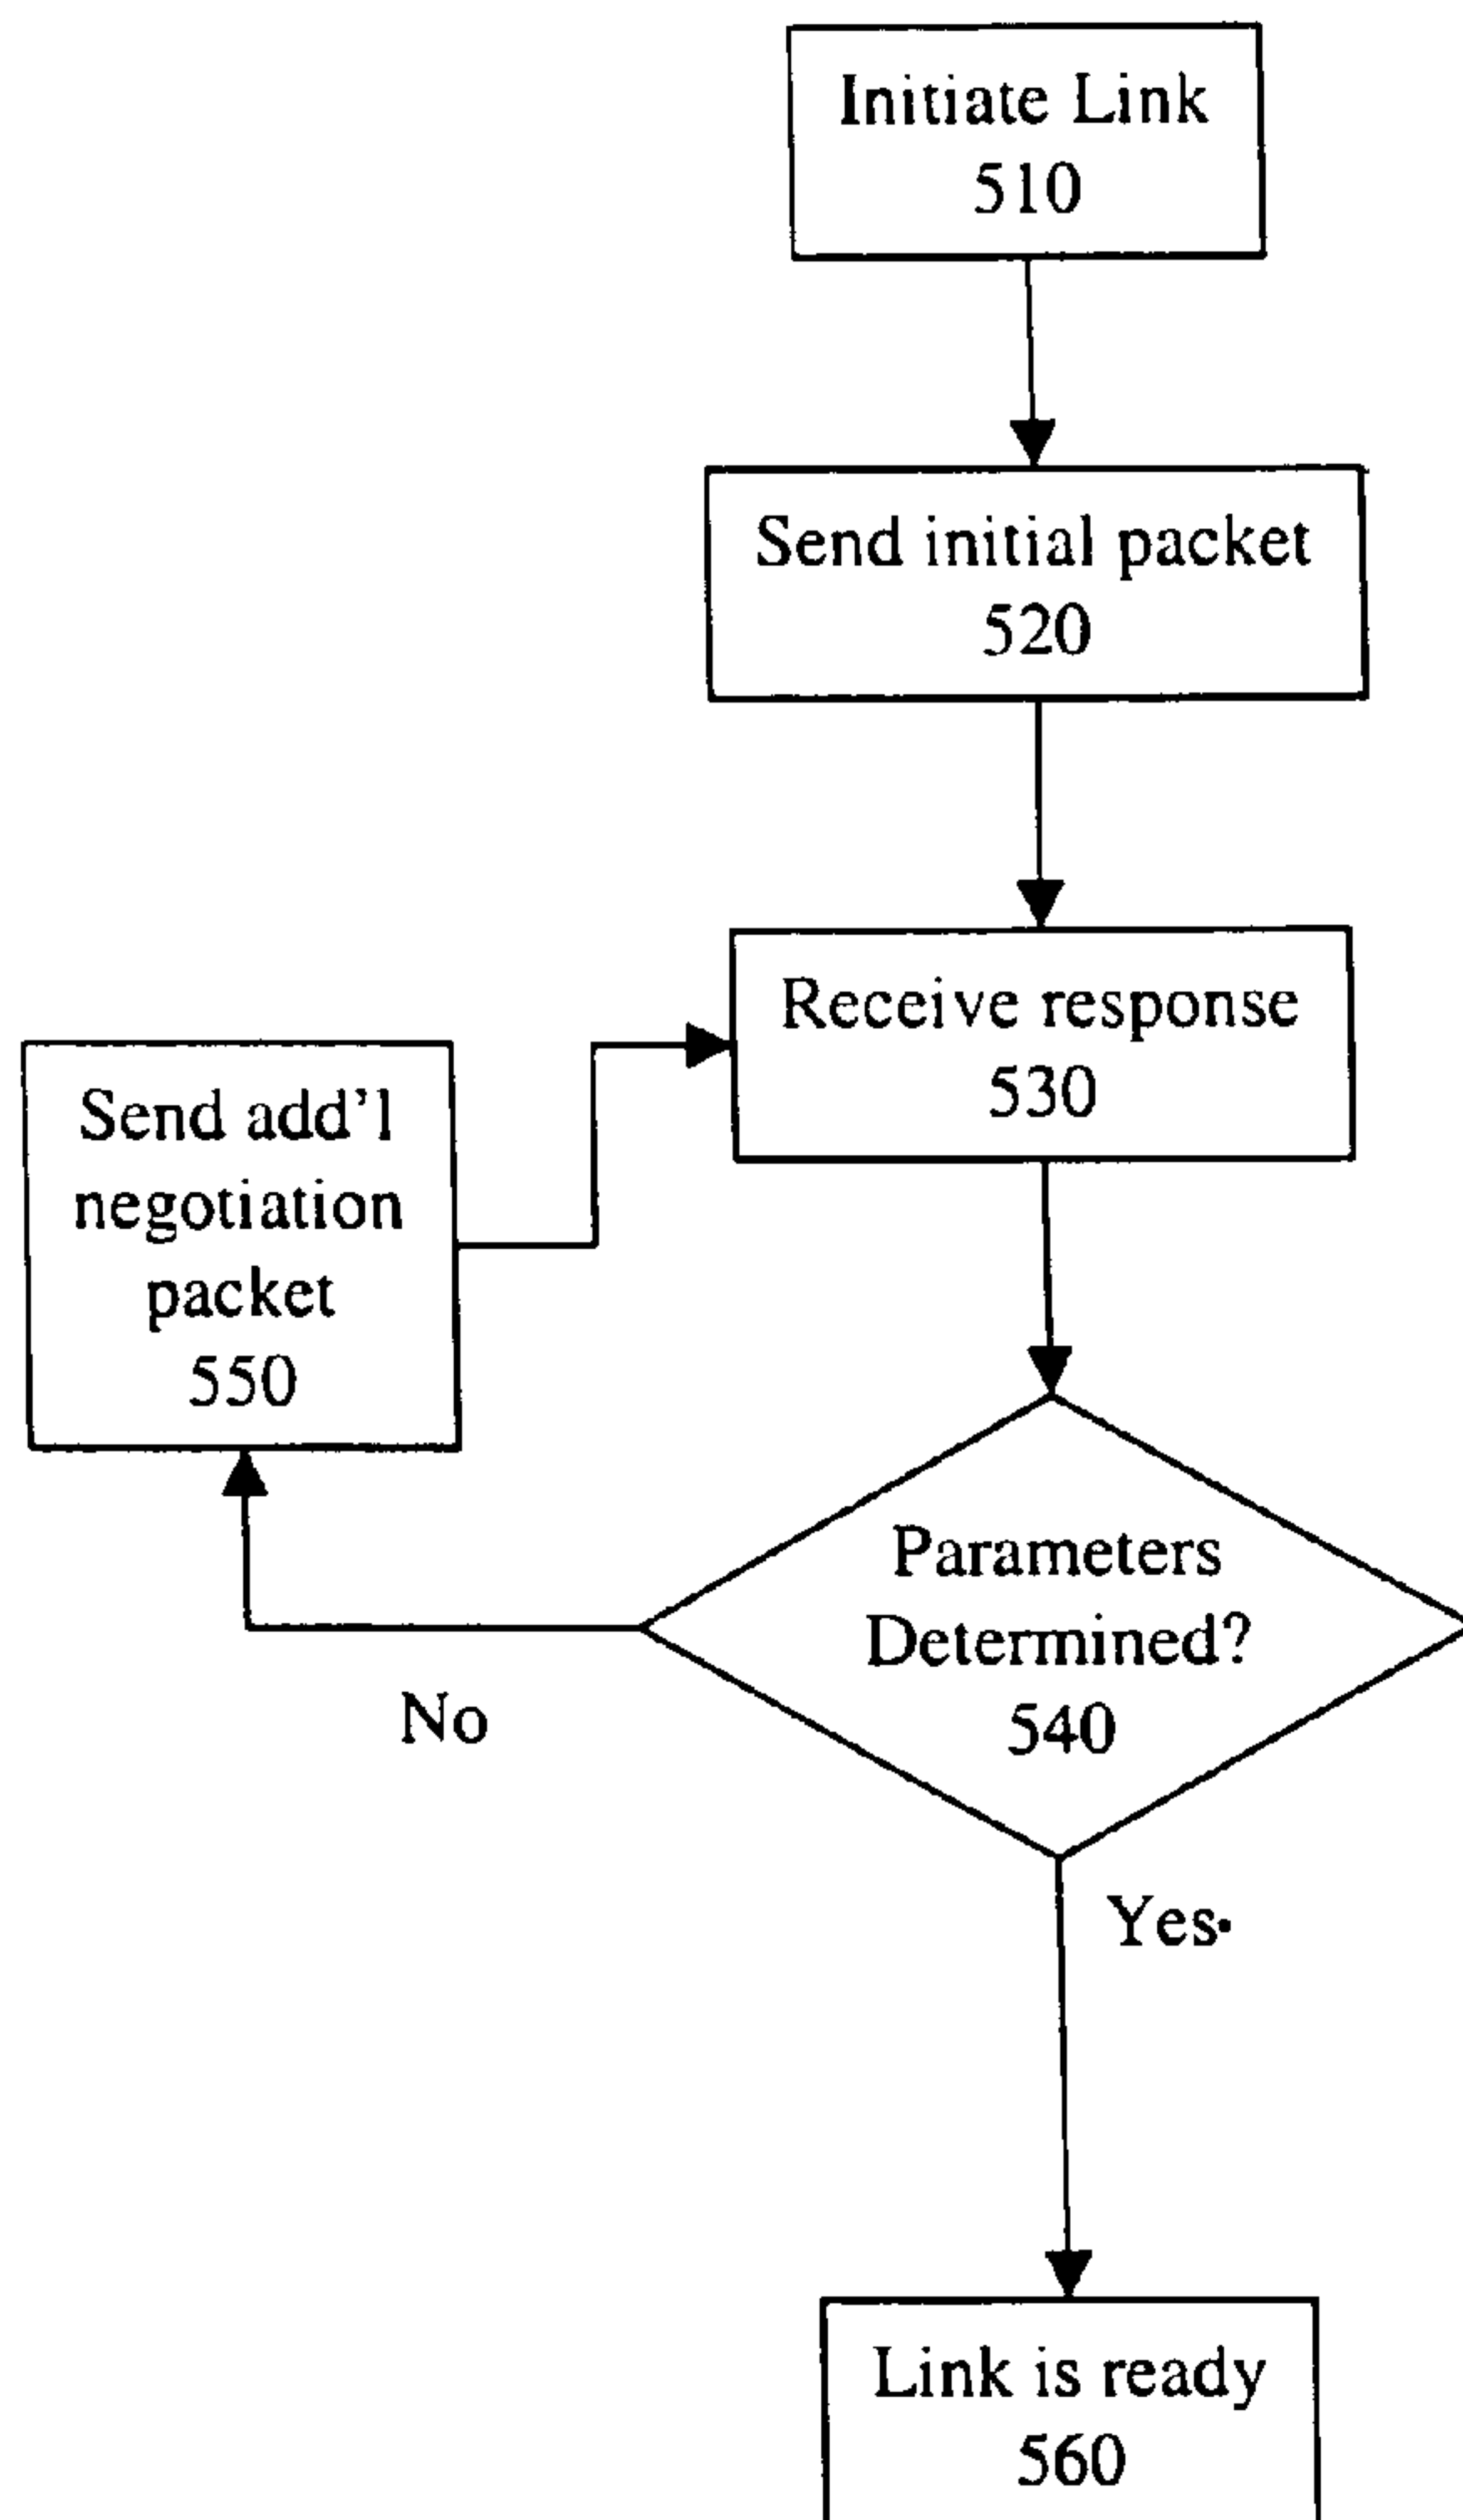 Initiate Link
510
Send initial packet
520
Receive response
530
Send add'l
negotiation
packet
550
Parameters
Determined?
540
No
Yes
Link is ready
560